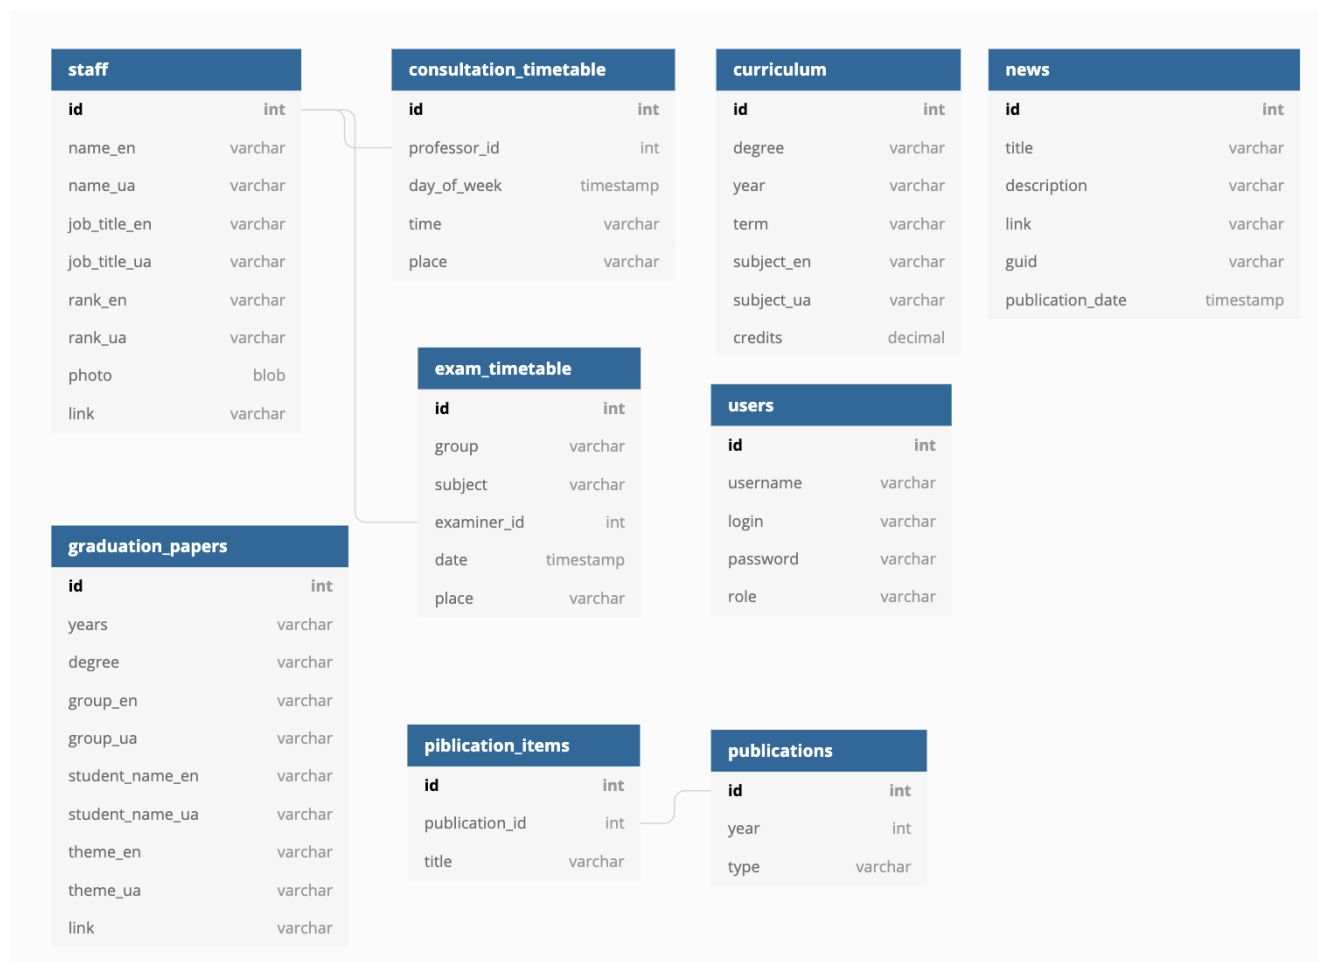 staff
id int
name_en varchar
name_ua varchar
job_title_en varchar
job_title_ua varchar
rank_en varchar
rank_ua varchar
photo blob
link varchar
consultation_timetable
id int
professor_id int
day_of_week timestamp
time varchar
place varchar
curriculum
id int
degree varchar
year varchar
term varchar
subject_en varchar
subject_ua varchar
credits decimal
news
id int
title varchar
description varchar
link varchar
guid varchar
publication_date timestamp
exam_timetable
id int
group varchar
subject varchar
examiner_id int
date timestamp
place varchar
users
id int
username varchar
login varchar
password varchar
role varchar
graduation_papers
id int
years varchar
degree varchar
group_en varchar
group_ua varchar
student_name_en varchar
student_name_ua varchar
theme_en varchar
theme_ua varchar
link varchar
piblication_items
id int
publication_id int
title varchar
publications
id int
year int
type varchar